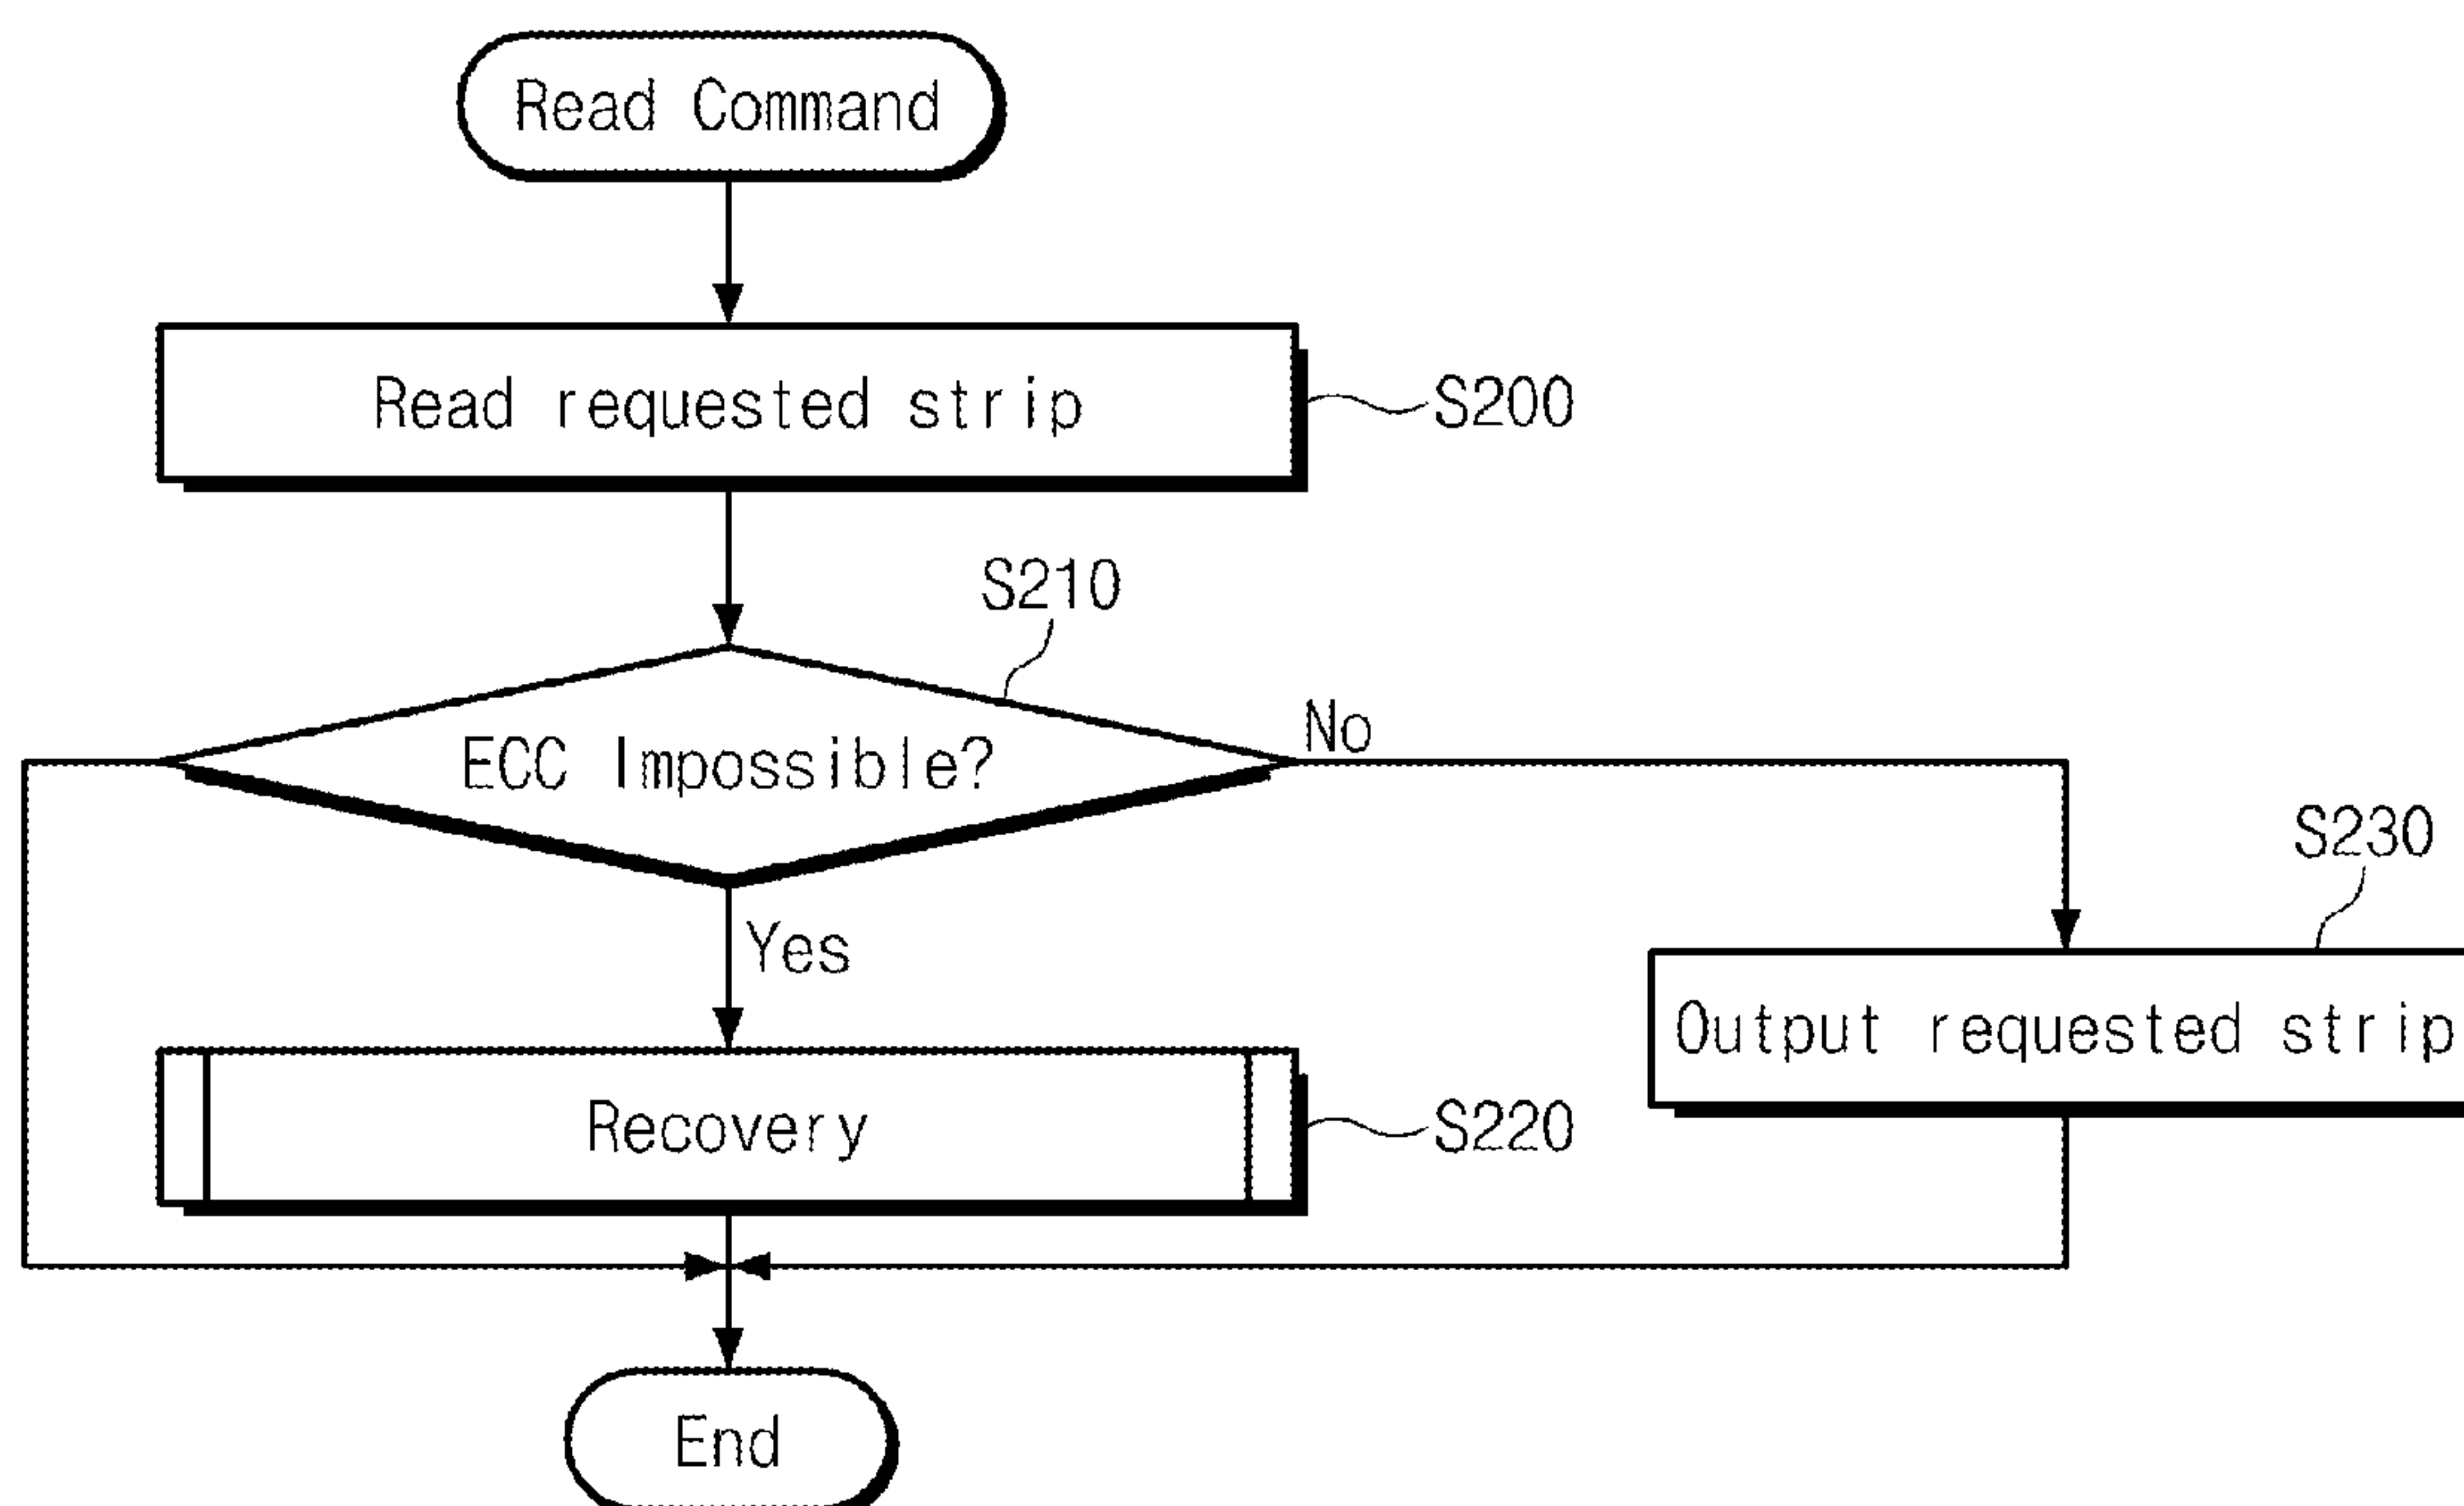 Read Command
Read requested strip
S200
S210
ECC Impossible?
No
S230
Yes
Output requested strip
Recovery
S220
End